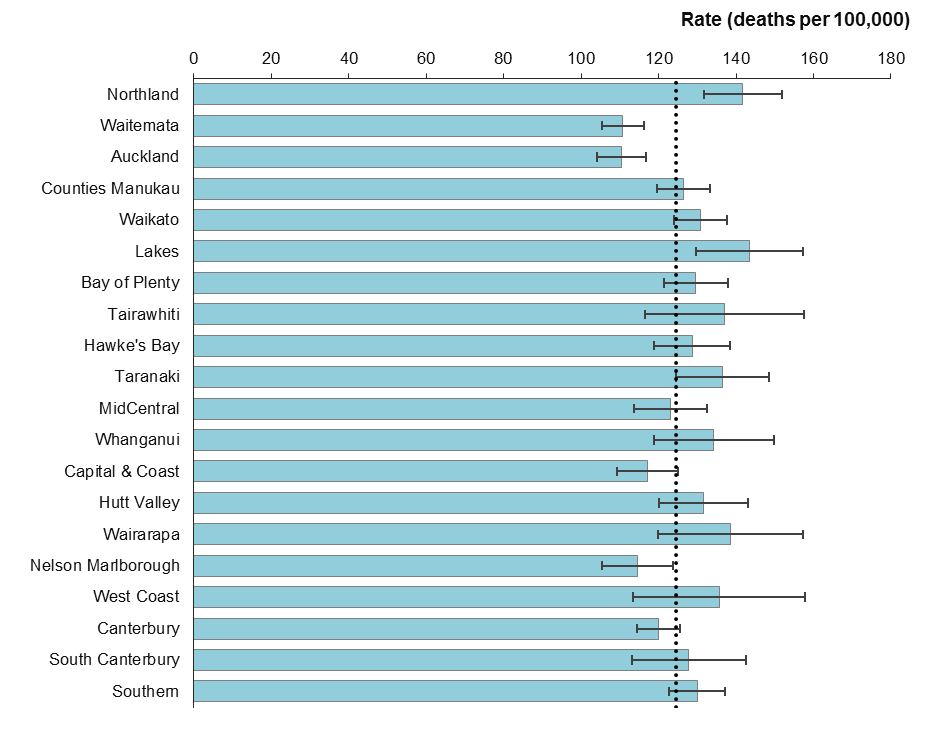 Rate (deaths per 100,000)
0 20 40 60 80 100 120 140 160 180
Northland
Waitemata
Auckland
Counties Manukau
Waikato
Lakes
Bay of Plenty
Tairawhiti
Hawke's Bay
Taranaki
MidCentral
Whanganui
Capital & Coast
Hutt Valley
Wairarapa
Nelson Marlborough
West Coast
Canterbury
South Canterbury
Southern